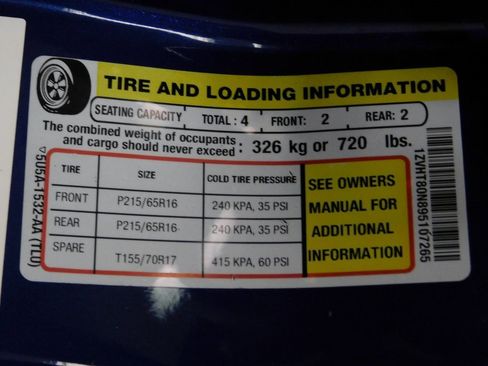 TIRE AND LOADING INFORMATION
SEATING CAPACITY TOTAL : 4 FRONT: 2 REAR: 2
The combined weight of occupants
and cargo should never exceed : 326 kg or 720 lbs.
TIRE SIZE COLD TIRE PRESSURE
FRONT P215/65R16 240 KPA, 35 PSI
REAR P215/65R16 240 KPA, 35 PSI
SPARE T155/70R17 415 KPA, 60 PSI
SEE OWNERS
MANUAL FOR
ADDITIONAL
INFORMATION
▽5U5A-1532-AA (TLU)
1ZVHT80N895107265